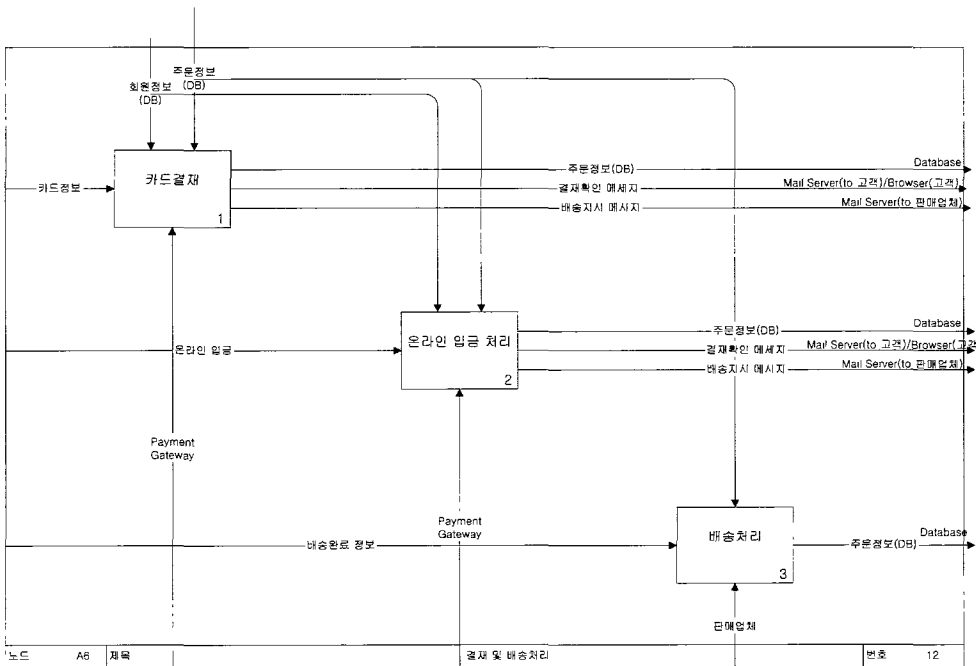 주문정보
(DB)
회원정보
(DB)
카드결재
1
카드정보
주문정보(DB)
Database
결재확인 메세지
Mail Server(to 고객)/Browser(고객)
배송지시 메시지
Mail Server(to 판매업체)
온라인 입금 처리
2
온라인 입금
주문정보(DB)
Database
결재확인 메세지
Mail Server(to 고객)/Browser(고객
배송지시 메시지
Mail Server(to 판매업체)
Payment
Gateway
Payment
Gateway
배송처리
3
배송완료 정보
주문정보(DB)
Database
판매업체
노드 A6 제목 결재 및 배송처리 번호 12